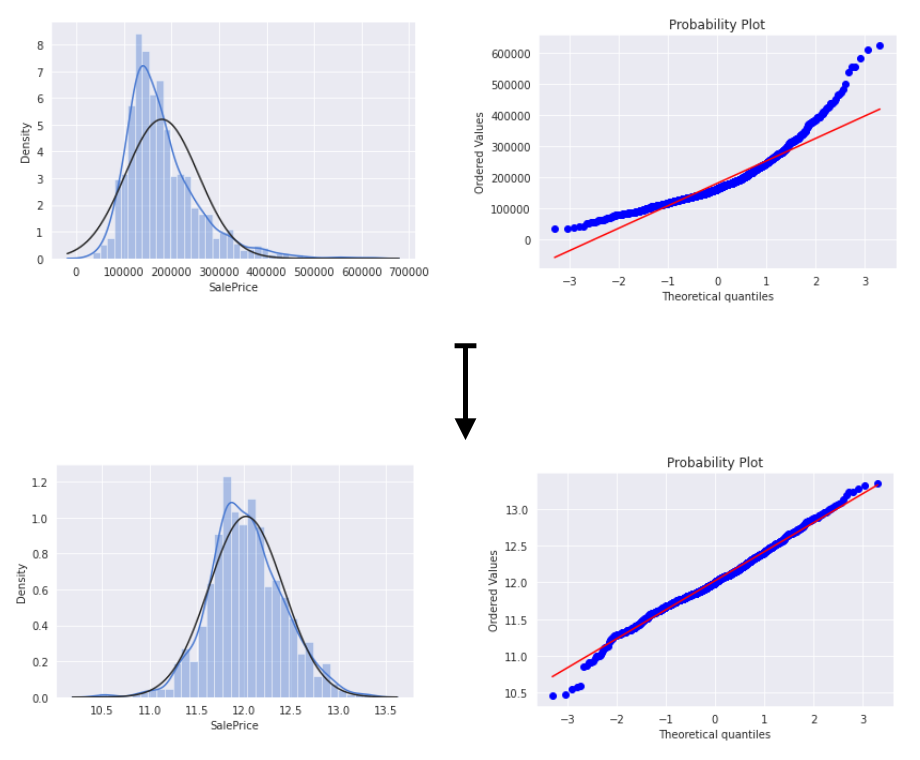 Probability Plot
8
7
6
5
4
3
2
1
0
Density
0 100000 200000 300000 400000 500000 600000 700000
SalePrice
600000
500000
400000
300000
200000
100000
0
Ordered Values
−3 −2 −1 0 1 2 3
Theoretical quantiles
Probability Plot
1.2
1.0
0.8
0.6
0.4
0.2
0.0
Density
10.5 11.0 11.5 12.0 12.5 13.0 13.5
SalePrice
13.0
12.5
12.0
11.5
11.0
10.5
Ordered Values
−3 −2 −1 0 1 2 3
Theoretical quantiles